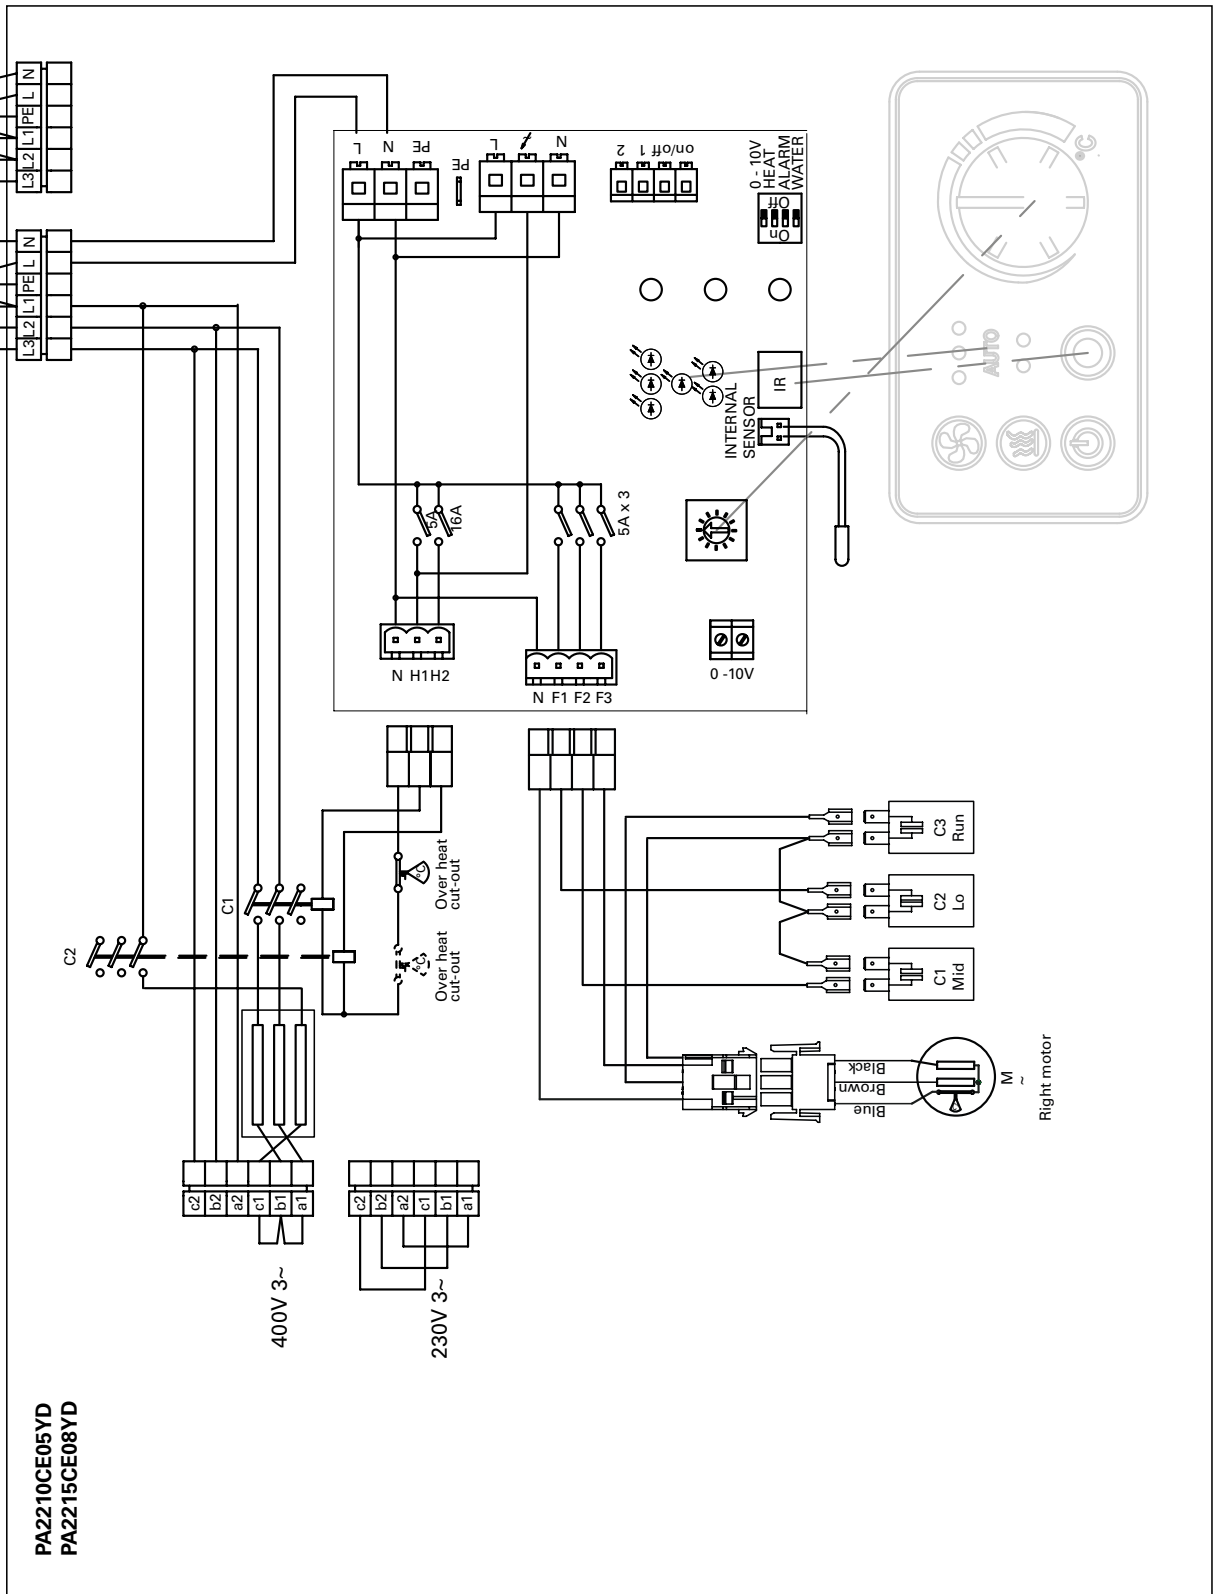 N
L
PE
L1
L2
L3
N
L
PE
L1
L2
L3
L
N
PE
PE
L
N
2
1
on/off
0 - 10V
HEAT
ALARM
WATER
Off
On
°C
AUTO
IR
INTERNAL
SENSOR
5A
16A
5A x 3
N H1 H2
N F1 F2 F3
0 -10V
C1
C2
°C
Over heat
cut-out
°C
Over heat
cut-out
C3
Run
C2
Lo
C1
Mid
Black
Brown
Blue
M
~
Right motor
c2
b2
a2
c1
b1
a1
400V 3~
c2
b2
a2
c1
b1
a1
230V 3~
PA2210CE05YD
PA2215CE08YD